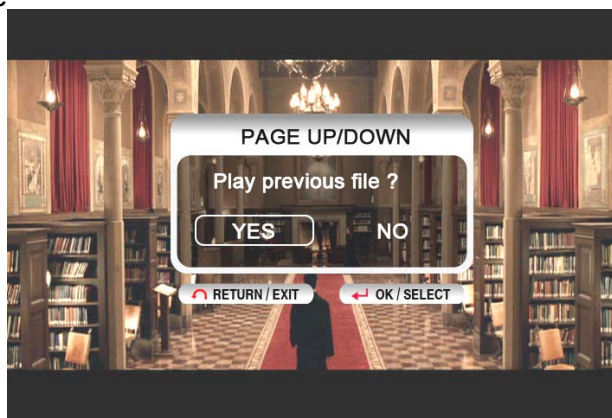 PAGE UP/DOWN
Play previous file ?
YES NO
RETURN / EXIT OK / SELECT